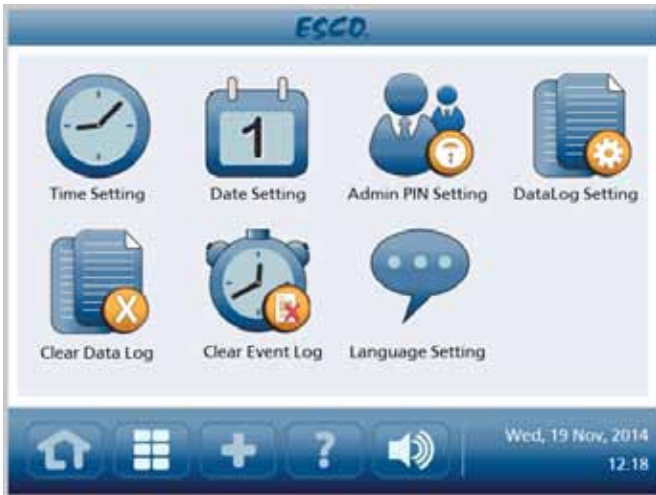 ESCO.
1
Time Setting
Date Setting
Admin PIN Setting
DataLog Setting
X
Clear Data Log
Clear Event Log
Language Setting
?
Wed, 19 Nov, 2014
12.18